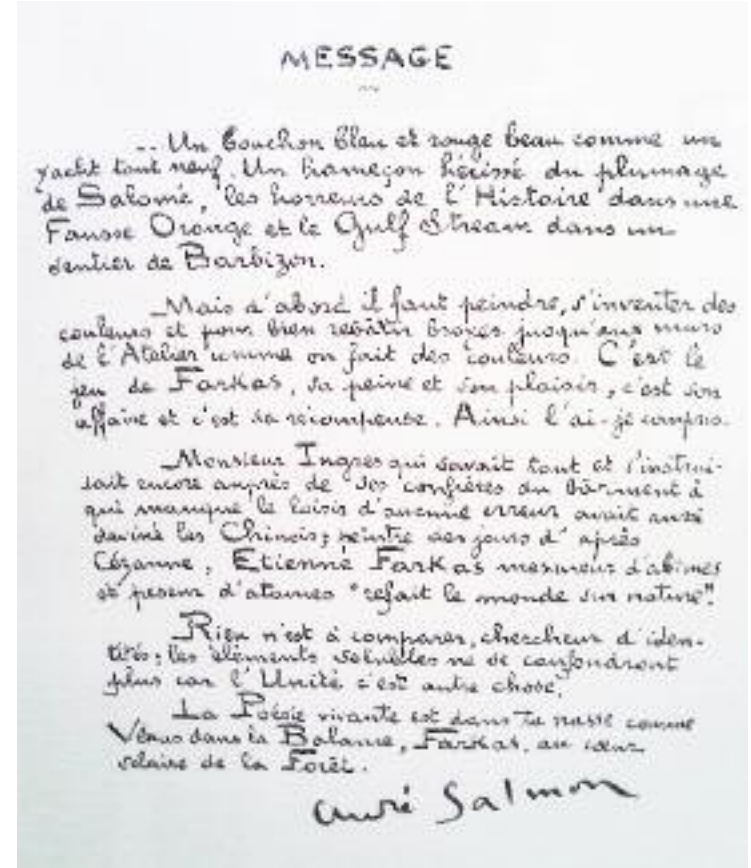 MESSAGE
-- Un bouchon bleu et rouge beau comme un
yacht tout neuf. Un hameçon hérissé du plumage
de Salomé, les horreurs de l'Histoire dans une
Fausse Oronge et le Gulf Stream dans un
sentier de Barbizon.
_Mais d'abord il faut peindre, s'inventer des
couleurs et pour bien rebâtir broyer jusqu'aux murs
de l'Atelier comme on fait des couleurs. C'est le
jeu de Farkas, sa peine et son plaisir, c'est son
affaire et c'est sa récompense. Ainsi l'ai-je compris.
_Monsieur Ingres qui savait tout et s'instrui-
sait encore auprès de ses confrères du bâtiment à
qui manque le loisir d'aucune erreur avait aussi
deviné les Chinois; peintre des jours d'après
Cézanne, Etienne Farkas mesureur d'abîmes
et peseur d'atomes "refait le monde sur nature".
_Rien n'est à comparer, chercheur d'iden-
tités; les éléments solubles ne se confondront
plus car l'Unité c'est autre chose.
La Poésie vivante est dans ta nasse comme
Vénus dans la Balance, Farkas, au cœur
solaire de la Forêt.
André Salmon